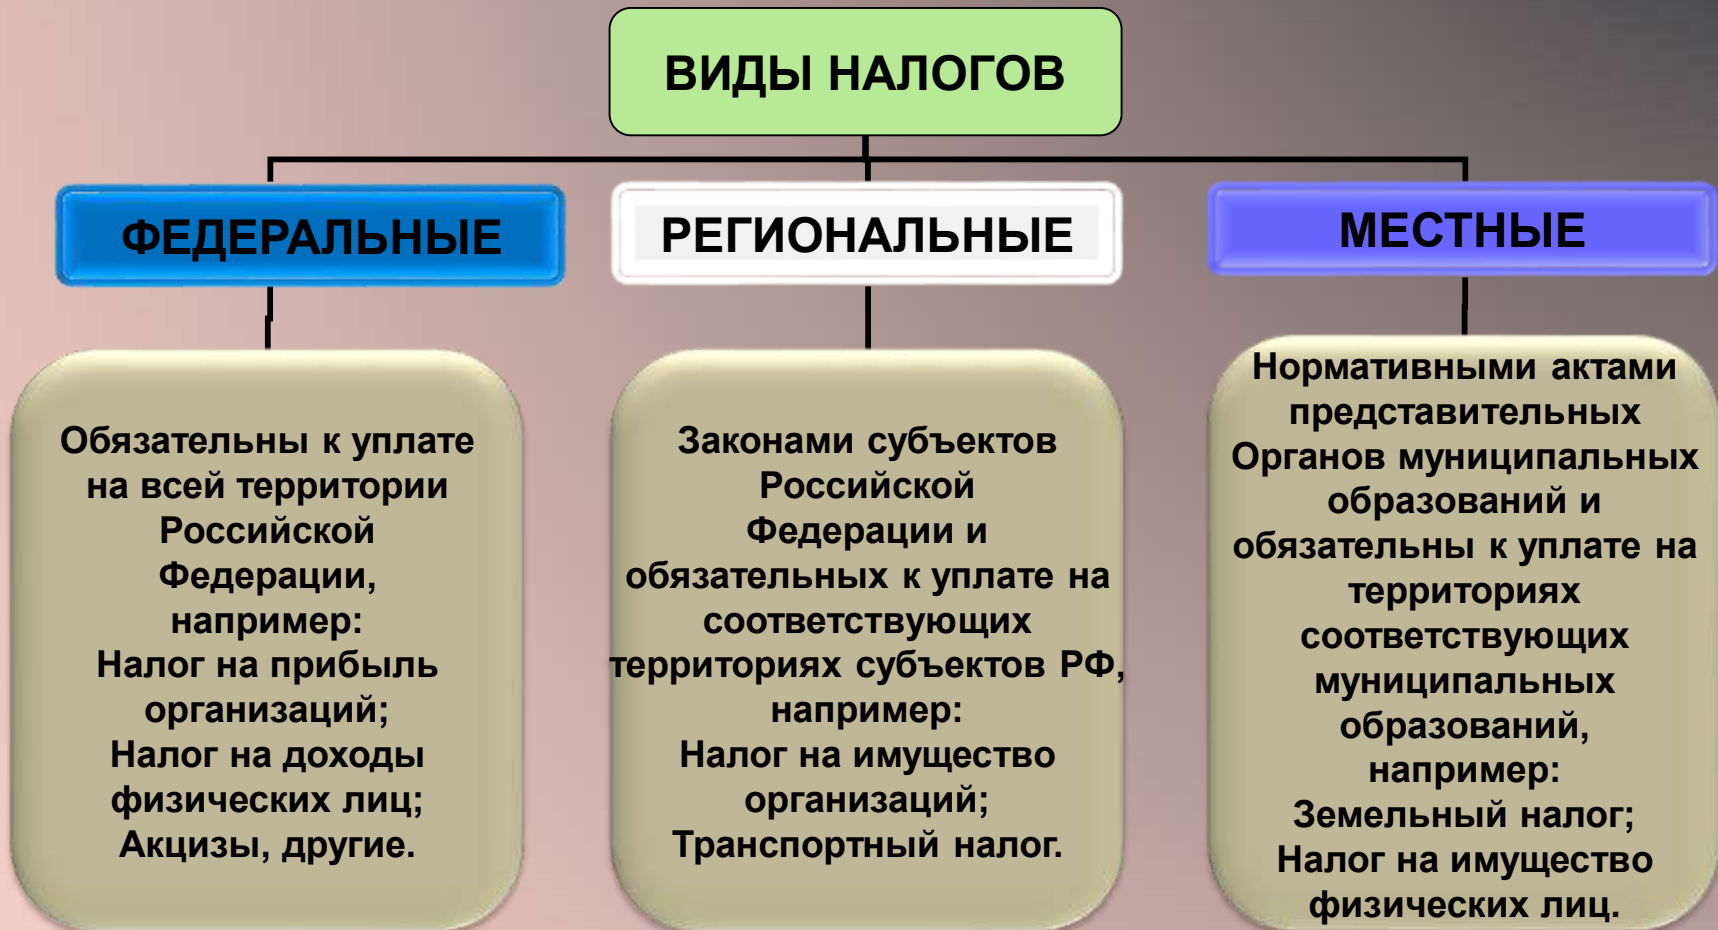 ВИДЫ НАЛОГОВ
ФЕДЕРАЛЬНЫЕ
Обязательны к уплате
на всей территории
Российской
Федерации,
например:
Налог на прибыль
организаций;
Налог на доходы
физических лиц;
Акцизы, другие.
РЕГИОНАЛЬНЫЕ
Законами субъектов
Российской
Федерации и
обязательных к уплате на
соответствующих
территориях субъектов РФ,
например:
Налог на имущество
организаций;
Транспортный налог.
МЕСТНЫЕ
Нормативными актами
представительных
Органов муниципальных
образований и
обязательны к уплате на
территориях
соответствующих
муниципальных
образований,
например:
Земельный налог;
Налог на имущество
физических лиц.